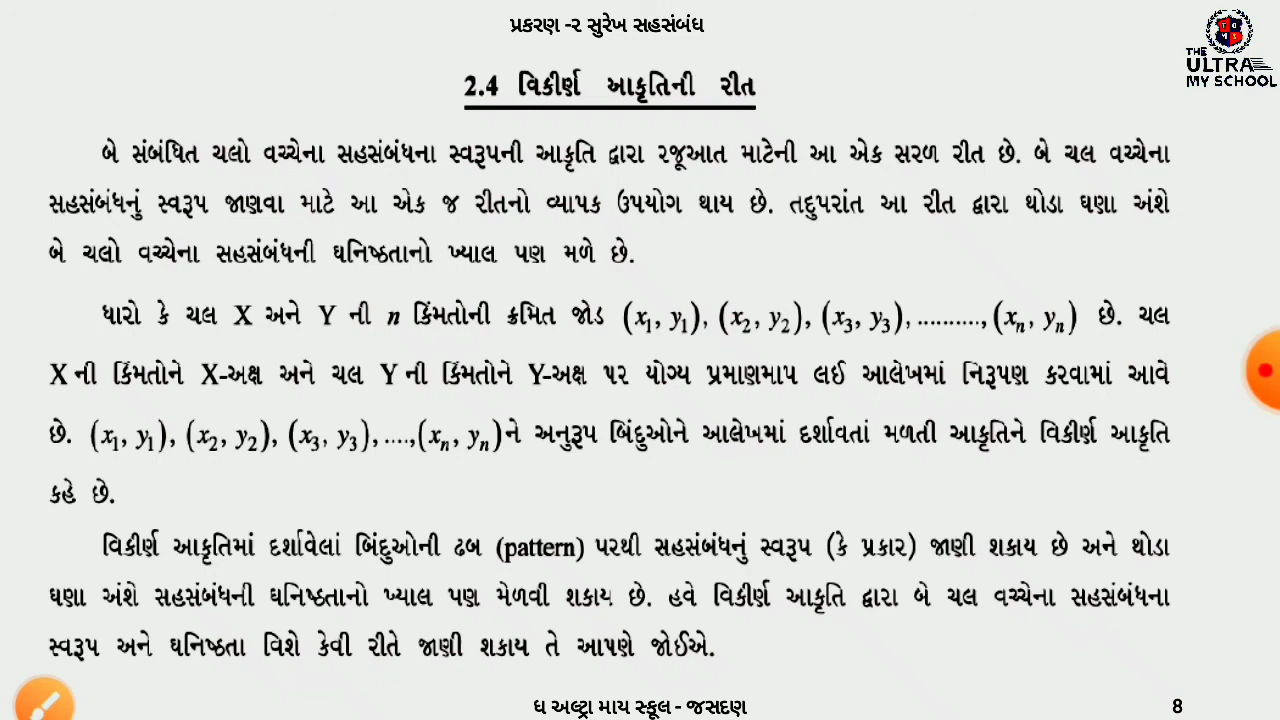 પ્રકરણ -૨ સુરેખ સહસંબંધ
THE
ULTRA
MY SCHOOL
2.4 વિકીર્ણ આકૃતિની રીત
બે સંબંધિત ચલો વચ્ચેના સહસંબંધના સ્વરૂપની આકૃતિ દ્વારા રજૂઆત માટેની આ એક સરળ રીત છે. બે ચલ વચ્ચેના
સહસંબંધનું સ્વરૂપ જાણવા માટે આ એક જ રીતનો વ્યાપક ઉપયોગ થાય છે. તદુપરાંત આ રીત દ્વારા થોડા ઘણા અંશે
બે ચલો વચ્ચેના સહસંબંધની ઘનિષ્ઠતાનો ખ્યાલ પણ મળે છે.
ધારો કે ચલ X અને Y ની n કિંમતોની ક્રમિત જોડ (x₁, y₁), (x₂, y₂), (x₃, y₃), .........., (xₙ, yₙ) છે. ચલ
X ની કિંમતોને X-અક્ષ અને ચલ Y ની કિંમતોને Y-અક્ષ પર યોગ્ય પ્રમાણમાપ લઈ આલેખમાં નિરૂપણ કરવામાં આવે
છે. (x₁, y₁), (x₂, y₂), (x₃, y₃), ....,(xₙ, yₙ) ને અનુરૂપ બિંદુઓને આલેખમાં દર્શાવતાં મળતી આકૃતિને વિકીર્ણ આકૃતિ
કહે છે.
વિકીર્ણ આકૃતિમાં દર્શાવેલાં બિંદુઓની ઢબ (pattern) પરથી સહસંબંધનું સ્વરૂપ (કે પ્રકાર) જાણી શકાય છે અને થોડા
ઘણા અંશે સહસંબંધની ઘનિષ્ઠતાનો ખ્યાલ પણ મેળવી શકાય છે. હવે વિકીર્ણ આકૃતિ દ્વારા બે ચલ વચ્ચેના સહસંબંધના
સ્વરૂપ અને ઘનિષ્ઠતા વિશે કેવી રીતે જાણી શકાય તે આપણે જોઈએ.
ધ અલ્ટ્રા માય સ્કૂલ - જસદણ
8